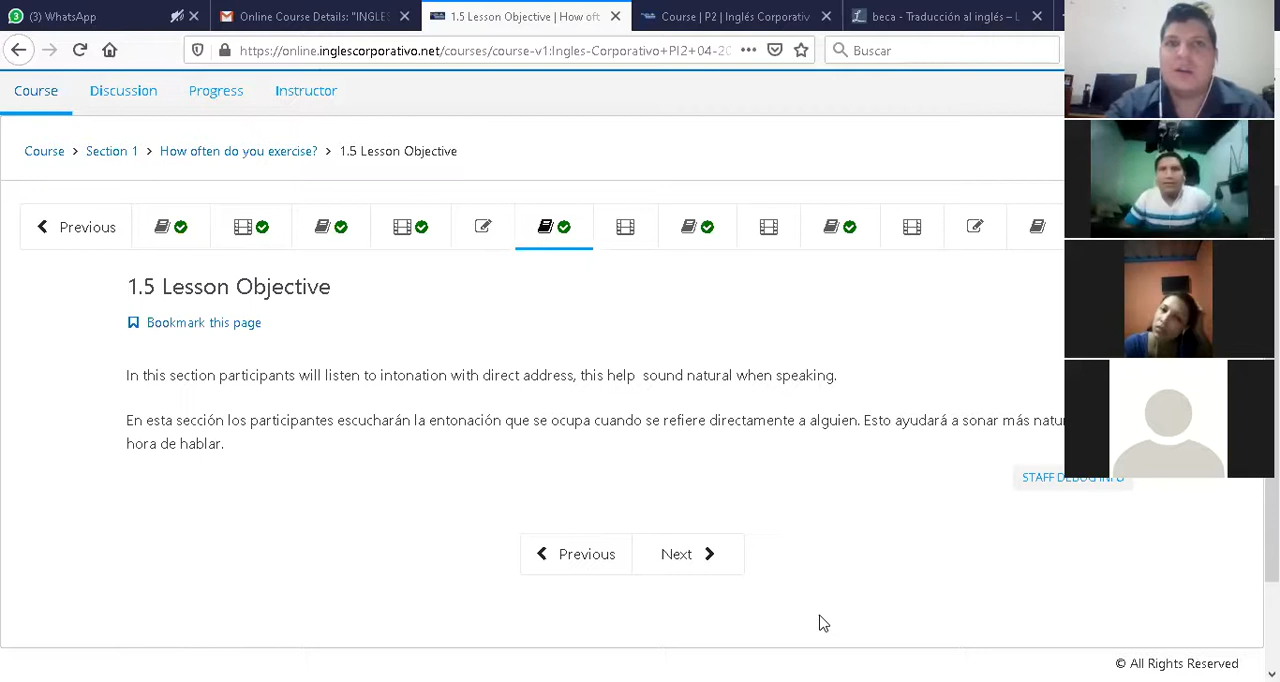 (3) WhatsApp
Online Course Details: "INGLES
1.5 Lesson Objective | How oft
Course | P2 | Inglés Corporativ
beca - Traducción al inglés – L
https://online.inglescorporativo.net/courses/course-v1:Ingles-Corporativo+PI2+04-20
Buscar
Course
Discussion
Progress
Instructor
Course > Section 1 > How often do you exercise? > 1.5 Lesson Objective
Previous
1.5 Lesson Objective
Bookmark this page
In this section participants will listen to intonation with direct address, this help sound natural when speaking.
En esta sección los participantes escucharán la entonación que se ocupa cuando se refiere directamente a alguien. Esto ayudará a sonar más natur
hora de hablar.
STAFF DEBUG INFO
Previous
Next
© All Rights Reserved